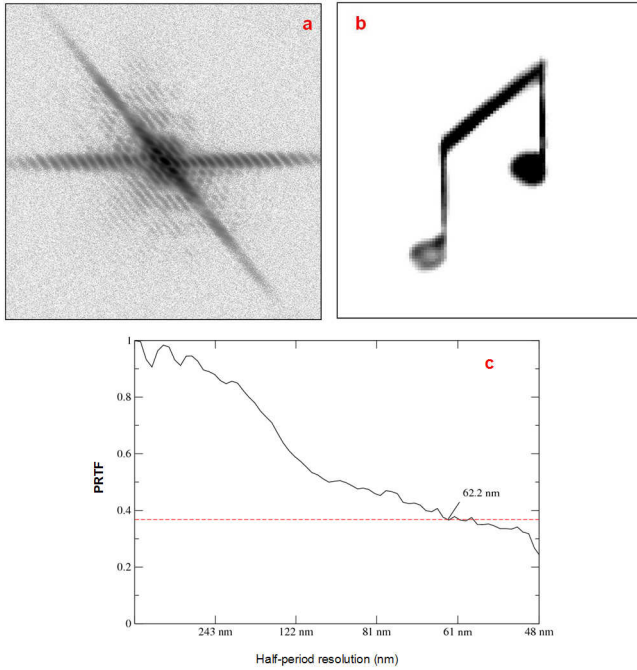 a
b
c
1
0.8
0.6
0.4
0.2
0
PRTF
62.2 nm
243 nm 122 nm 81 nm 61 nm 48 nm
Half-period resolution (nm)